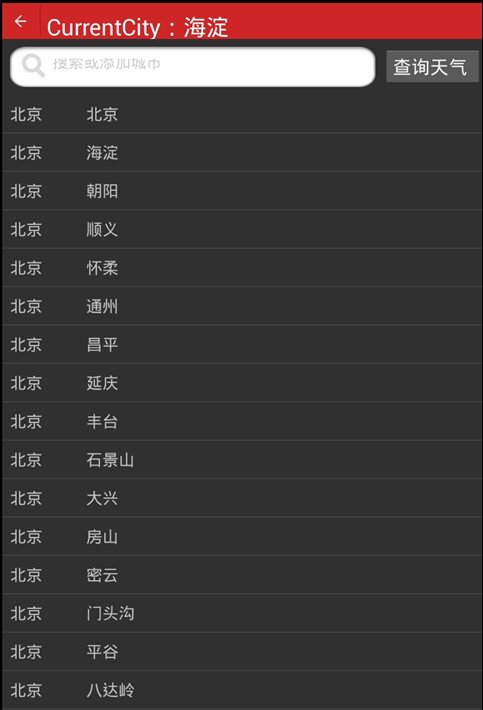 CurrentCity：海淀
搜索或添加城市
查询天气
北京 北京
北京 海淀
北京 朝阳
北京 顺义
北京 怀柔
北京 通州
北京 昌平
北京 延庆
北京 丰台
北京 石景山
北京 大兴
北京 房山
北京 密云
北京 门头沟
北京 平谷
北京 八达岭